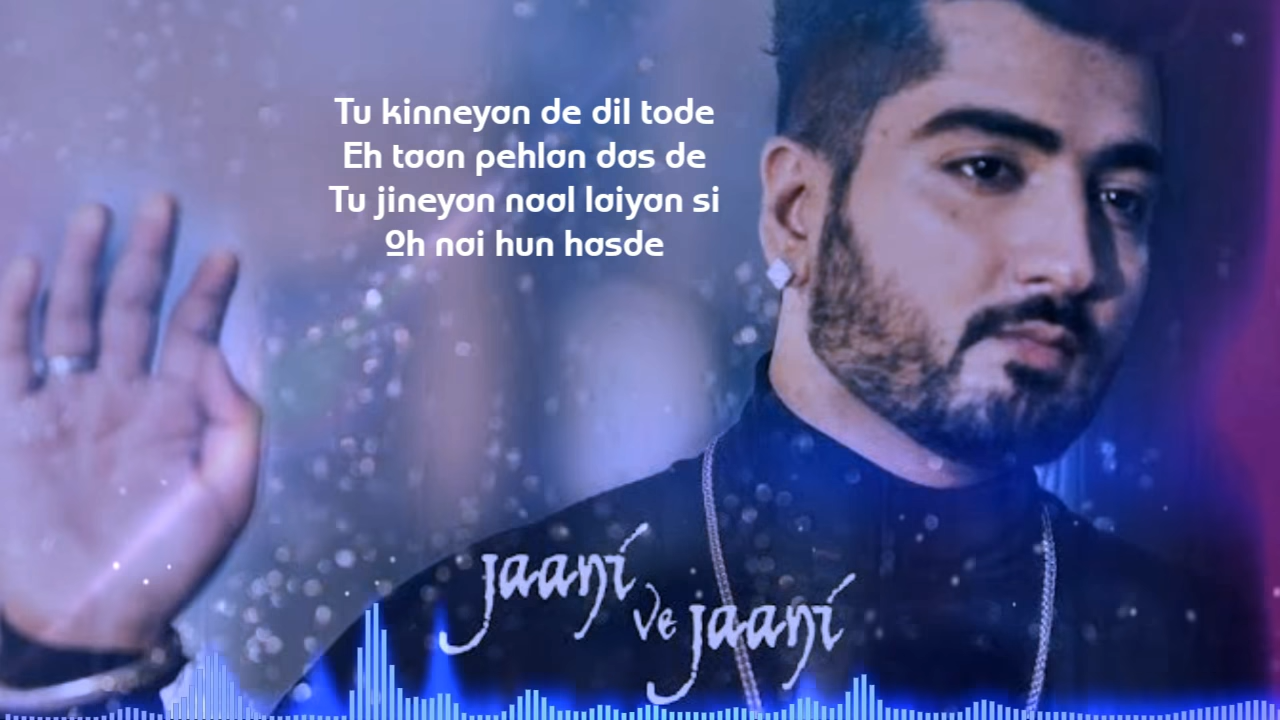 Tu kinneyan de dil tode
Eh taan pehlan das de
Tu jineyan naal laiyan si
Oh nai hun hasde
jaani ve jaani